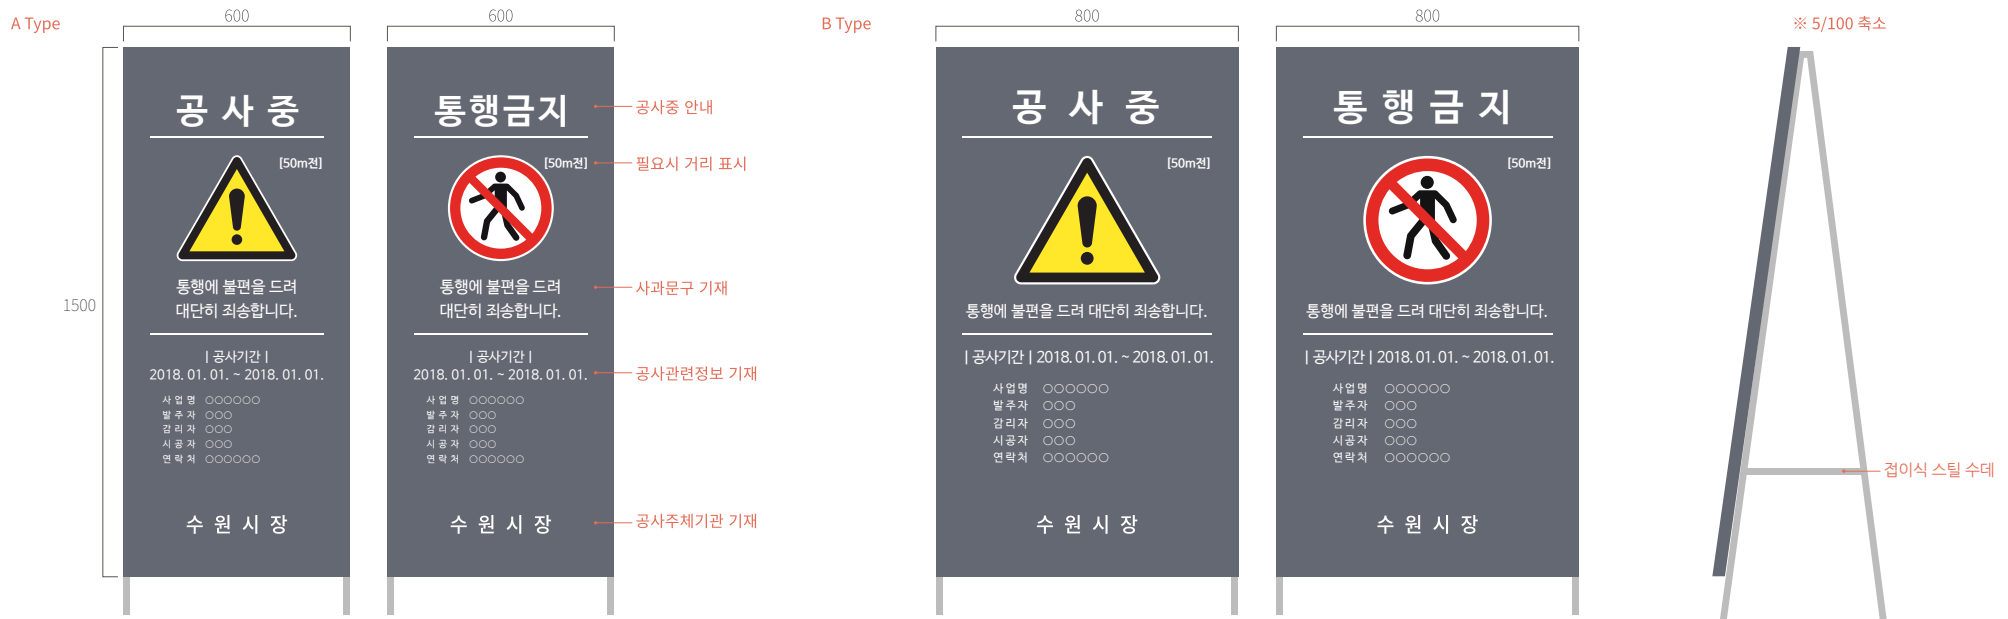 A Type
600
600
B Type
800
800
※ 5/100 축소
1500
공 사 중
[50m전]
통행에 불편을 드려
대단히 죄송합니다.
| 공사기간 |
2018. 01. 01. ~ 2018. 01. 01.
사 업 명 ○○○○○○
발 주 자 ○○○
감 리 자 ○○○
시 공 자 ○○○
연 락 처 ○○○○○○
수 원 시 장
통행금지
[50m전]
통행에 불편을 드려
대단히 죄송합니다.
| 공사기간 |
2018. 01. 01. ~ 2018. 01. 01.
사 업 명 ○○○○○○
발 주 자 ○○○
감 리 자 ○○○
시 공 자 ○○○
연 락 처 ○○○○○○
수 원 시 장
공사중 안내
필요시 거리 표시
사과문구 기재
공사관련정보 기재
공사주체기관 기재
공 사 중
[50m전]
통행에 불편을 드려 대단히 죄송합니다.
| 공사기간 | 2018. 01. 01. ~ 2018. 01. 01.
사업명 ○○○○○○
발주자 ○○○
감리자 ○○○
시공자 ○○○
연락처 ○○○○○○
수 원 시 장
통 행 금 지
[50m전]
통행에 불편을 드려 대단히 죄송합니다.
| 공사기간 | 2018. 01. 01. ~ 2018. 01. 01.
사업명 ○○○○○○
발주자 ○○○
감리자 ○○○
시공자 ○○○
연락처 ○○○○○○
수 원 시 장
접이식 스틸 수데